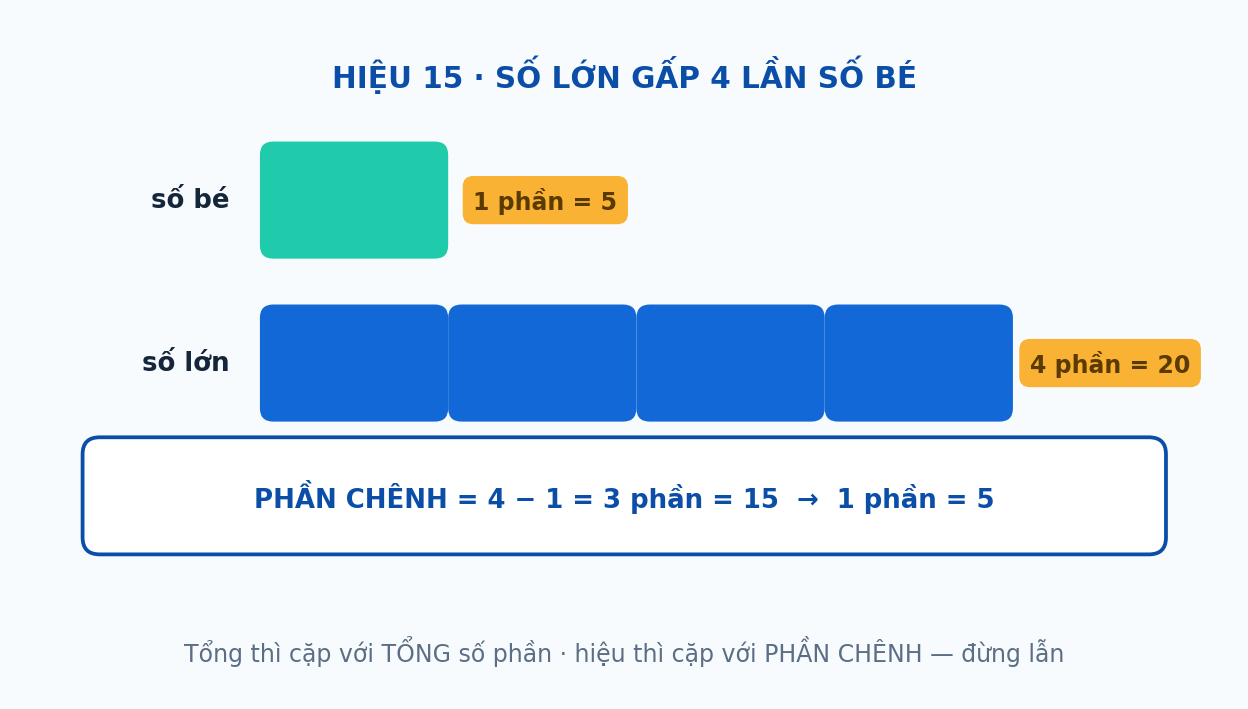 HIỆU 15 · SỐ LỚN GẤP 4 LẦN SỐ BÉ
số bé
1 phần = 5
số lớn
4 phần = 20
PHẦN CHÊNH = 4 − 1 = 3 phần = 15 → 1 phần = 5
Tổng thì cặp với TỔNG số phần · hiệu thì cặp với PHẦN CHÊNH — đừng lẫn